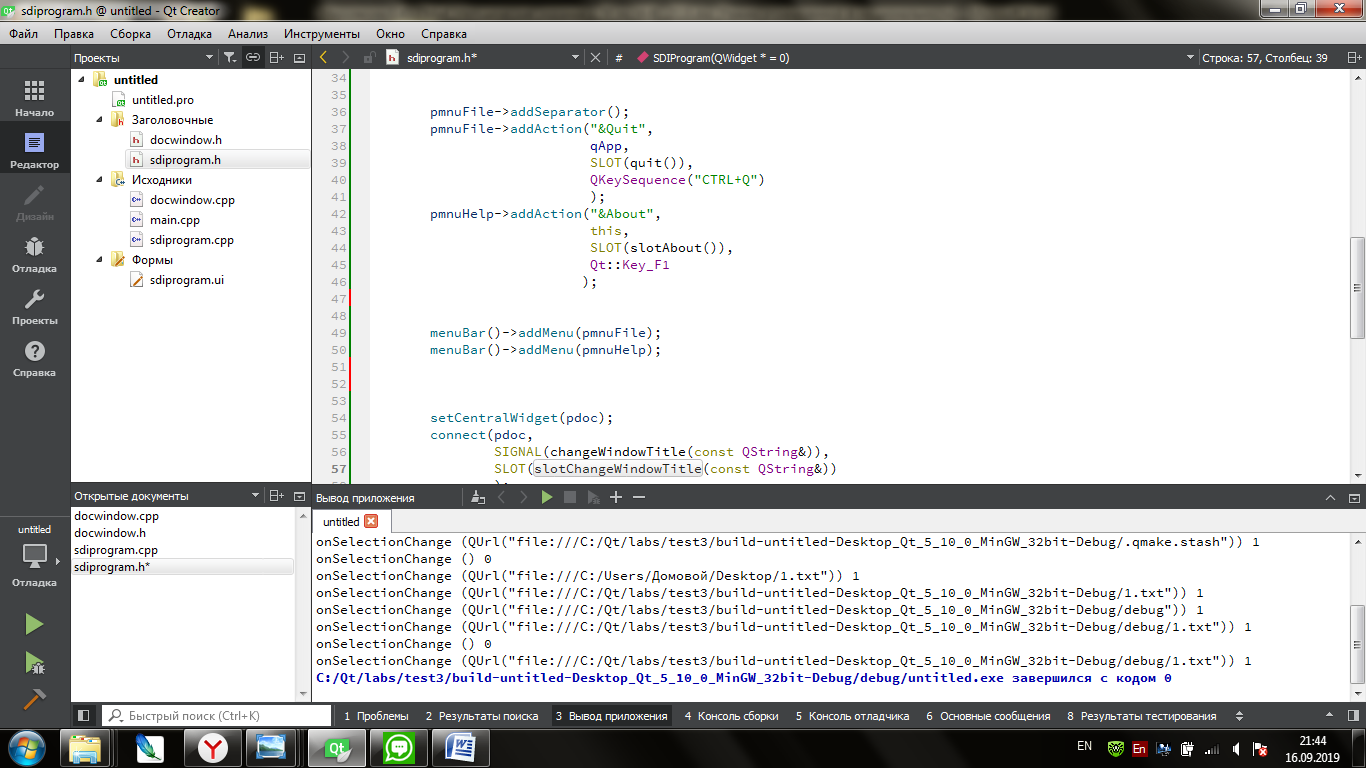 sdiprogram.h @ untitled - Qt Creator
Файл Правка Сборка Отладка Анализ Инструменты Окно Справка
Проекты sdiprogram.h* # SDIProgram(QWidget * = 0) Строка: 57, Столбец: 39
Начало
Редактор
Дизайн
Отладка
Проекты
Справка
untitled
untitled.pro
Заголовочные
docwindow.h
sdiprogram.h
Исходники
docwindow.cpp
main.cpp
sdiprogram.cpp
Формы
sdiprogram.ui
34
35
36 pmnuFile->addSeparator();
37 pmnuFile->addAction("&Quit",
38 qApp,
39 SLOT(quit()),
40 QKeySequence("CTRL+Q")
41 );
42 pmnuHelp->addAction("&About",
43 this,
44 SLOT(slotAbout()),
45 Qt::Key_F1
46 );
47
48
49 menuBar()->addMenu(pmnuFile);
50 menuBar()->addMenu(pmnuHelp);
51
52
53
54 setCentralWidget(pdoc);
55 connect(pdoc,
56 SIGNAL(changeWindowTitle(const QString&)),
57 SLOT(slotChangeWindowTitle(const QString&))
Открытые документы
docwindow.cpp
docwindow.h
sdiprogram.cpp
sdiprogram.h*
untitled
Отладка
Вывод приложения
untitled
onSelectionChange (QUrl("file:///C:/Qt/labs/test3/build-untitled-Desktop_Qt_5_10_0_MinGW_32bit-Debug/.qmake.stash")) 1
onSelectionChange () 0
onSelectionChange (QUrl("file:///C:/Users/Домовой/Desktop/1.txt")) 1
onSelectionChange (QUrl("file:///C:/Qt/labs/test3/build-untitled-Desktop_Qt_5_10_0_MinGW_32bit-Debug/1.txt")) 1
onSelectionChange (QUrl("file:///C:/Qt/labs/test3/build-untitled-Desktop_Qt_5_10_0_MinGW_32bit-Debug/debug")) 1
onSelectionChange (QUrl("file:///C:/Qt/labs/test3/build-untitled-Desktop_Qt_5_10_0_MinGW_32bit-Debug/debug/1.txt")) 1
onSelectionChange () 0
onSelectionChange (QUrl("file:///C:/Qt/labs/test3/build-untitled-Desktop_Qt_5_10_0_MinGW_32bit-Debug/debug/1.txt")) 1
C:/Qt/labs/test3/build-untitled-Desktop_Qt_5_10_0_MinGW_32bit-Debug/debug/untitled.exe завершился с кодом 0
Быстрый поиск (Ctrl+K) 1 Проблемы 2 Результаты поиска 3 Вывод приложения 4 Консоль сборки 5 Консоль отладчика 6 Основные сообщения 8 Результаты тестирования
EN En 21:44
16.09.2019